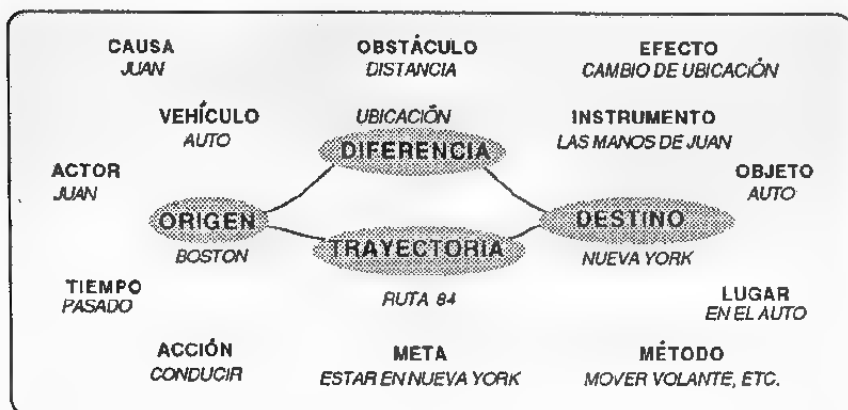 CAUSA
JUAN
OBSTÁCULO
DISTANCIA
EFECTO
CAMBIO DE UBICACIÓN
VEHÍCULO
AUTO
UBICACIÓN
DIFERENCIA
INSTRUMENTO
LAS MANOS DE JUAN
ACTOR
JUAN
OBJETO
AUTO
ORIGEN
BOSTON
TRAYECTORIA
RUTA 84
DESTINO
NUEVA YORK
TIEMPO
PASADO
LUGAR
EN EL AUTO
ACCIÓN
CONDUCIR
META
ESTAR EN NUEVA YORK
MÉTODO
MOVER VOLANTE, ETC.